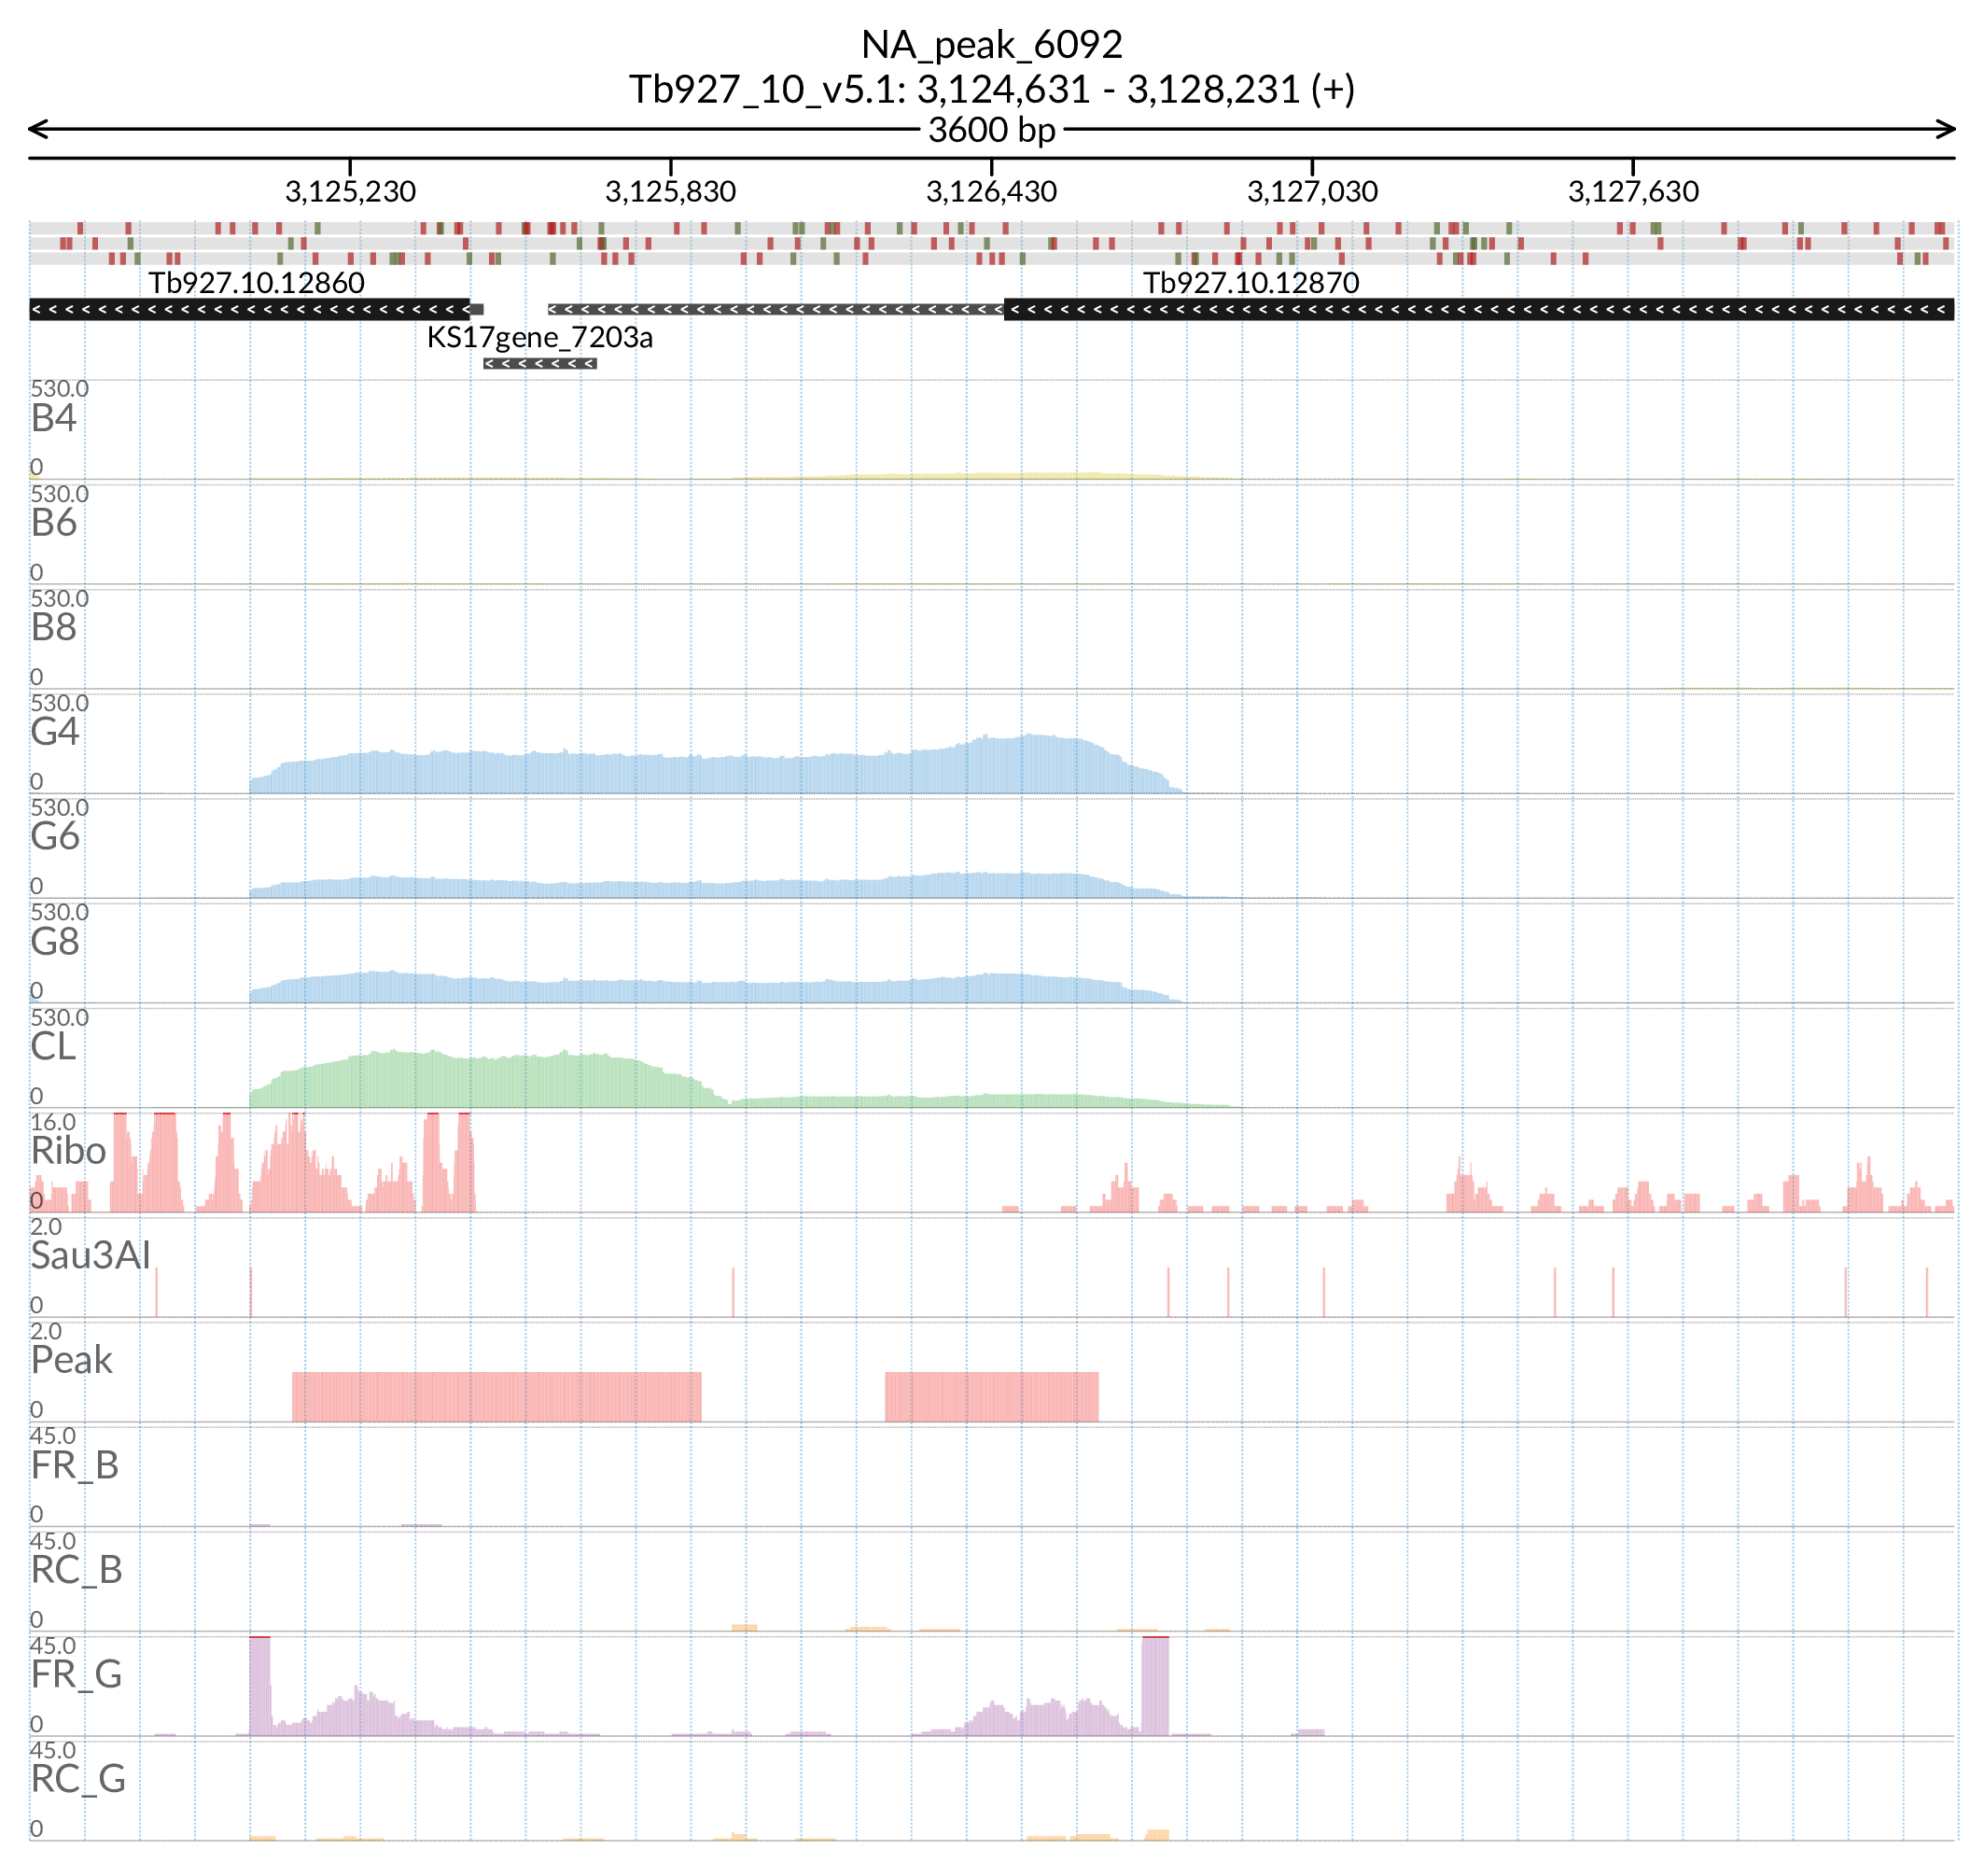 NA_peak_6092
Tb927_10_v5.1: 3,124,631 - 3,128,231 (+)
3600 bp
3,125,230 3,125,830 3,126,430 3,127,030 3,127,630
Tb927.10.12860 Tb927.10.12870
KS17gene_7203a
530.0
B4
0
530.0
B6
0
530.0
B8
0
530.0
G4
0
530.0
G6
0
530.0
G8
0
530.0
CL
0
16.0
Ribo
0
2.0
Sau3AI
0
2.0
Peak
0
45.0
FR_B
0
45.0
RC_B
0
45.0
FR_G
0
45.0
RC_G
0